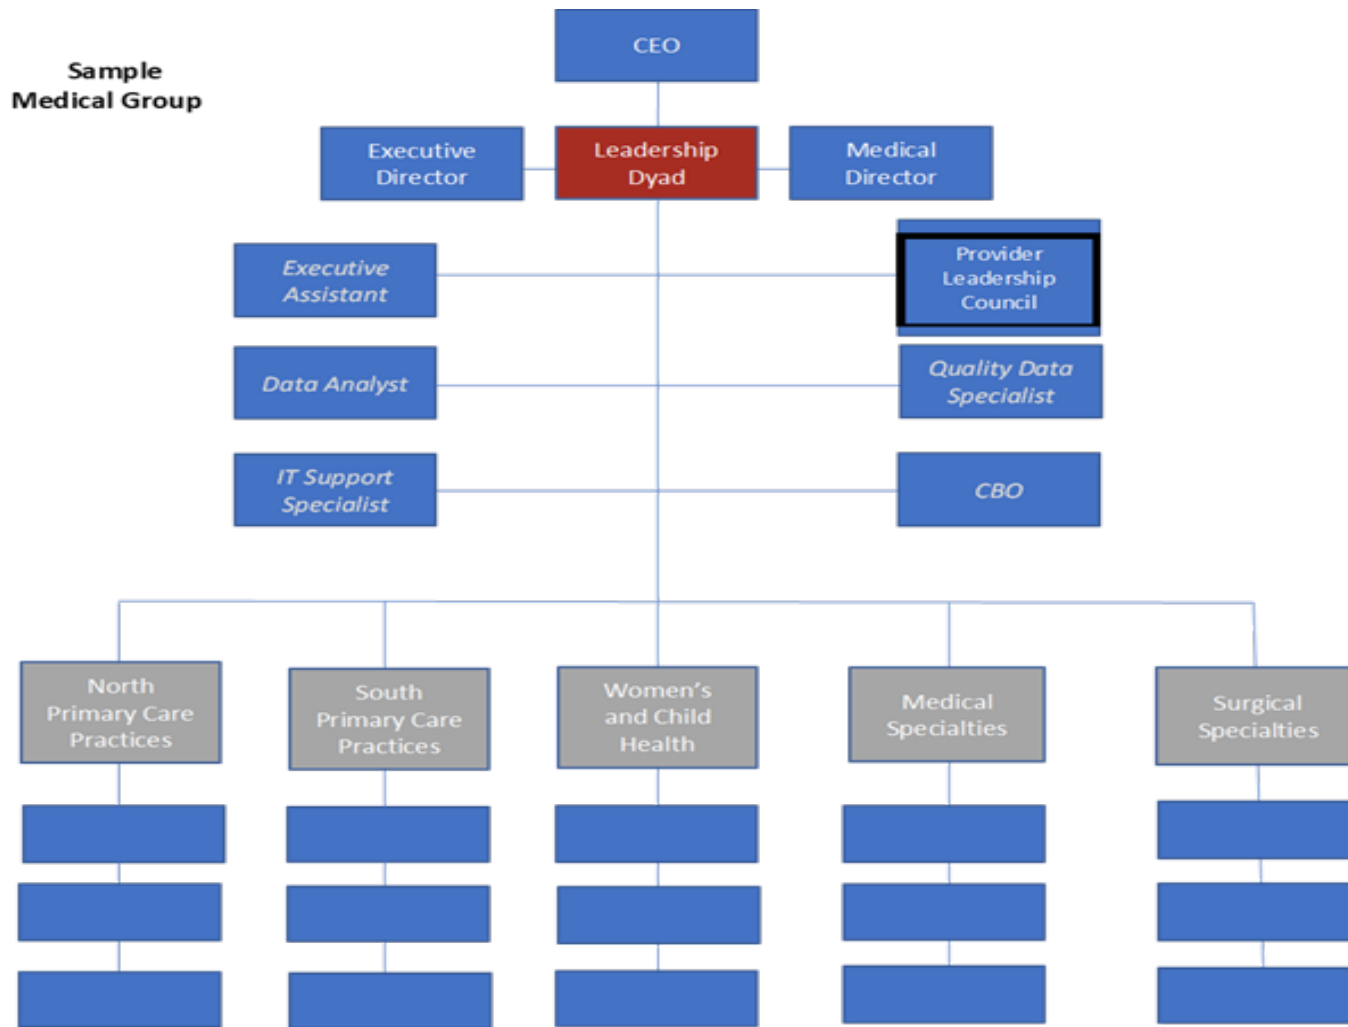 CEO
Sample
Medical Group
Executive
Director
Leadership
Dyad
Medical
Director
Executive
Assistant
Provider
Leadership
Council
Data Analyst
Quality Data
Specialist
IT Support
Specialist
CBO
North
Primary Care
Practices
South
Primary Care
Practices
Women’s
and Child
Health
Medical
Specialties
Surgical
Specialties